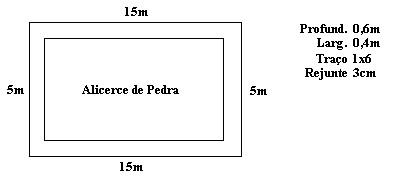 15m
Profund. 0,6m
Larg. 0,4m
Traço 1x6
Rejunte 3cm
5m
Alicerce de Pedra
5m
15m